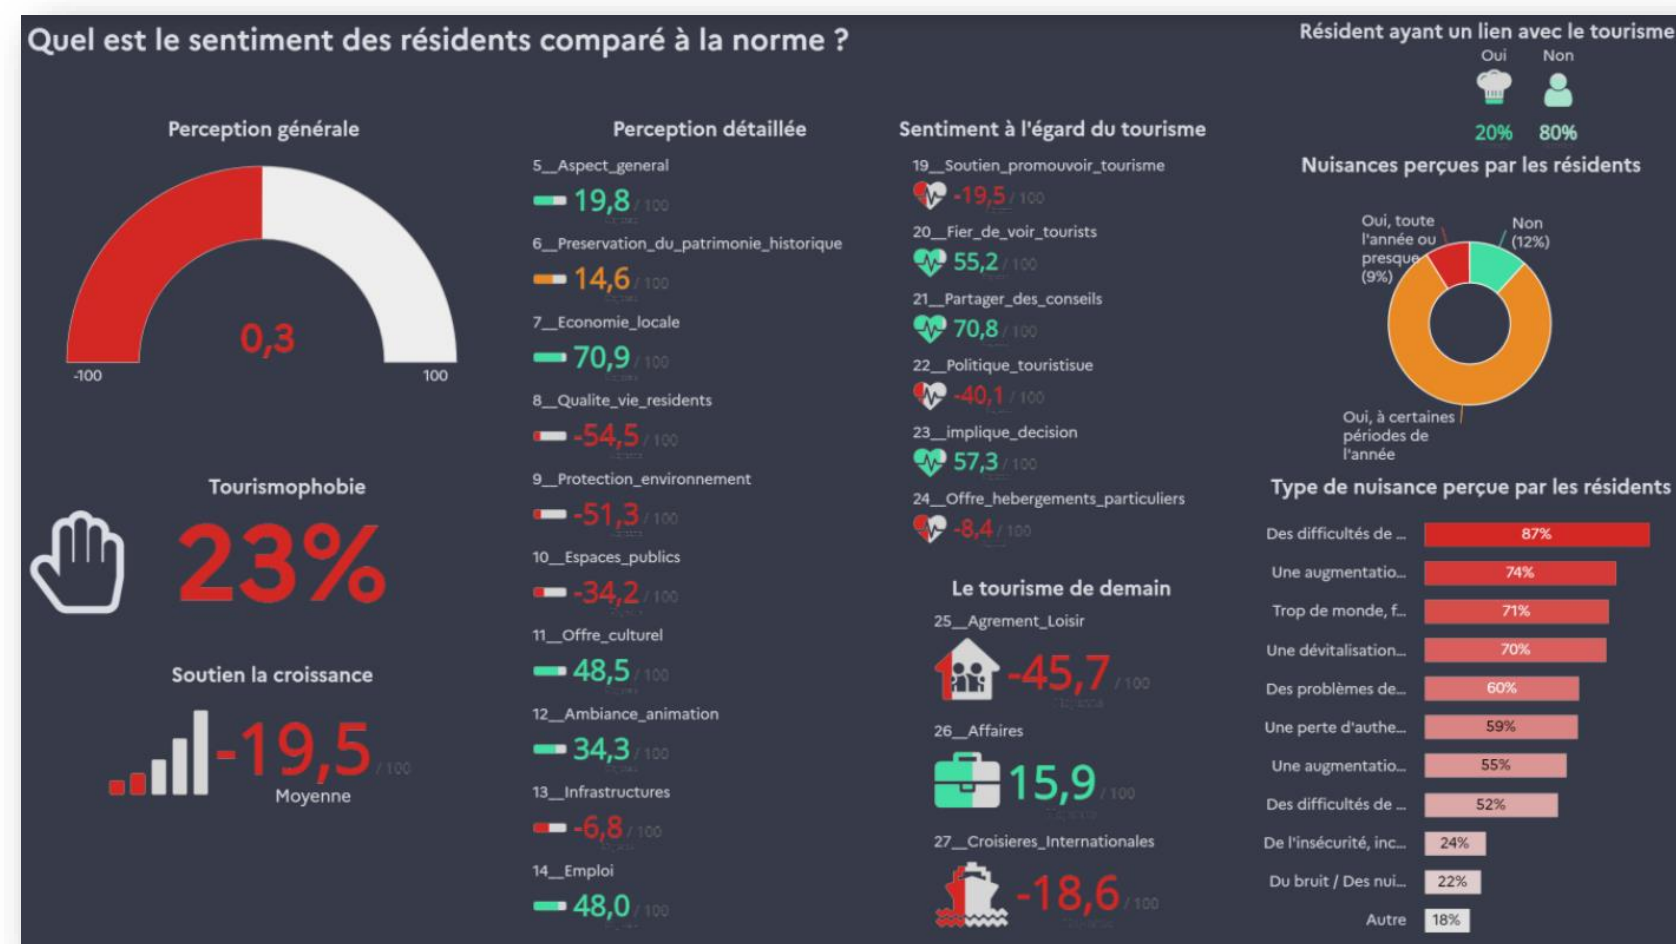 Quel est le sentiment des résidents comparé à la norme ?
Résident ayant un lien avec le tourisme
Oui Non
20% 80%
Perception générale
0,3
-100 100
Tourismophobie
23%
Soutien la croissance
-19,5 / 100
Moyenne
Perception détaillée
5__Aspect_general
19,8 / 100
6__Preservation_du_patrimonie_historique
14,6 / 100
7__Economie_locale
70,9 / 100
8__Qualite_vie_residents
-54,5 / 100
9__Protection_environnement
-51,3 / 100
10__Espaces_publics
-34,2 / 100
11__Offre_culturel
48,5 / 100
12__Ambiance_animation
34,3 / 100
13__Infrastructures
-6,8 / 100
14__Emploi
48,0 / 100
Sentiment à l'égard du tourisme
19__Soutien_promouvoir_tourisme
-19,5 / 100
20__Fier_de_voir_tourists
55,2 / 100
21__Partager_des_conseils
70,8 / 100
22__Politique_touristisue
-40,1 / 100
23__implique_decision
57,3 / 100
24__Offre_hebergements_particuliers
-8,4 / 100
Le tourisme de demain
25__Agrement_Loisir
-45,7 / 100
26__Affaires
15,9 / 100
27__Croisieres_Internationales
-18,6 / 100
Nuisances perçues par les résidents
Oui, toute
l'année ou
presque
(9%)
Non
(12%)
Oui, à certaines
périodes de
l'année
Type de nuisance perçue par les résidents
Des difficultés de ... 87%
Une augmentatio... 74%
Trop de monde, f... 71%
Une dévitalisation... 70%
Des problèmes de... 60%
Une perte d'authe... 59%
Une augmentatio... 55%
Des difficultés de ... 52%
De l'insécurité, inc... 24%
Du bruit / Des nui... 22%
Autre 18%